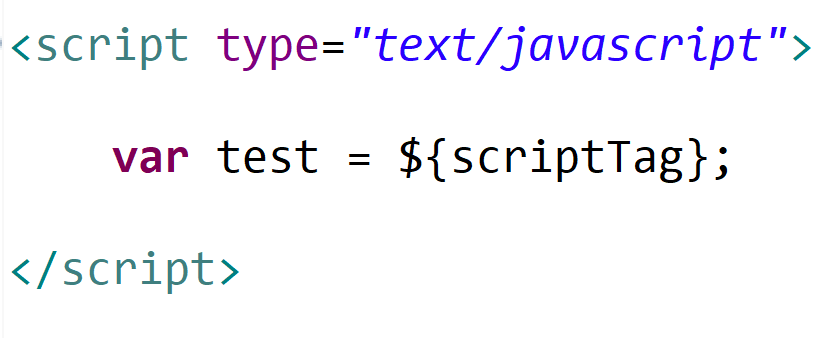 <script type="text/javascript">
var test = ${scriptTag};
</script>